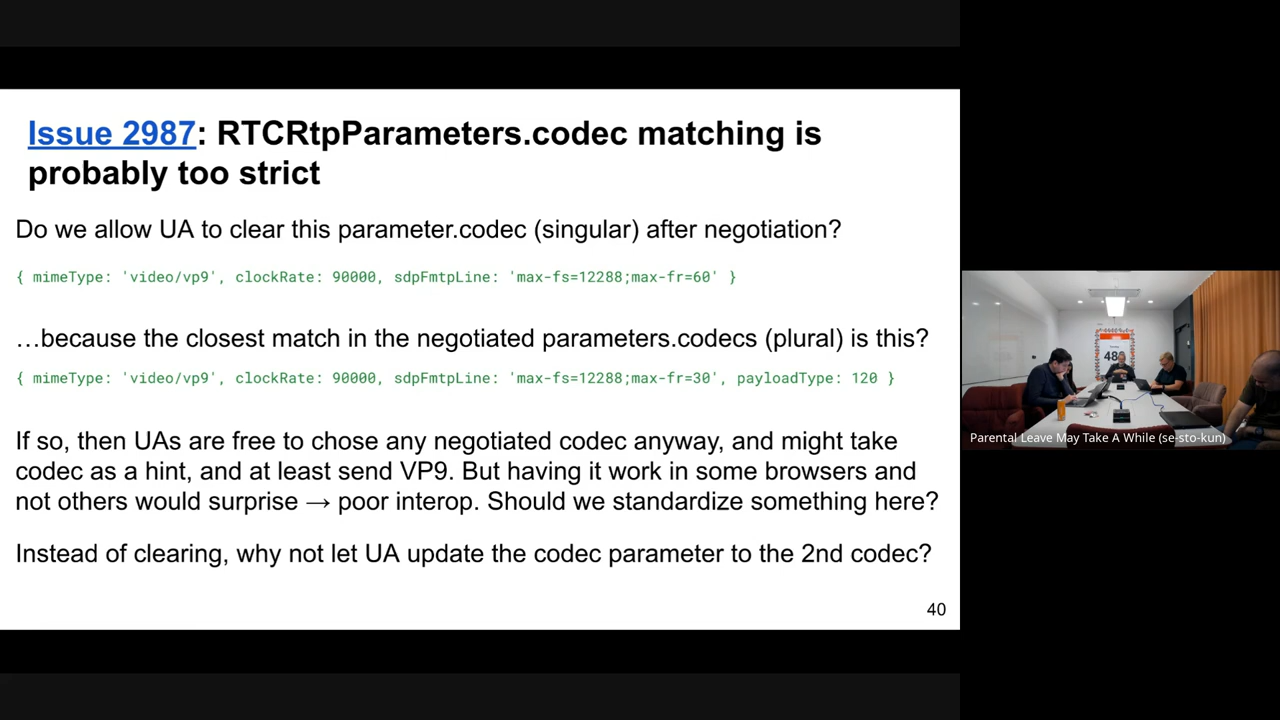 Issue 2987: RTCRtpParameters.codec matching is
probably too strict
Do we allow UA to clear this parameter.codec (singular) after negotiation?
{ mimeType: 'video/vp9', clockRate: 90000, sdpFmtpLine: 'max-fs=12288;max-fr=60' }
…because the closest match in the negotiated parameters.codecs (plural) is this?
{ mimeType: 'video/vp9', clockRate: 90000, sdpFmtpLine: 'max-fs=12288;max-fr=30', payloadType: 120 }
If so, then UAs are free to chose any negotiated codec anyway, and might take
codec as a hint, and at least send VP9. But having it work in some browsers and
not others would surprise → poor interop. Should we standardize something here?
Instead of clearing, why not let UA update the codec parameter to the 2nd codec?
40
Parental Leave May Take A While (se-sto-kun)